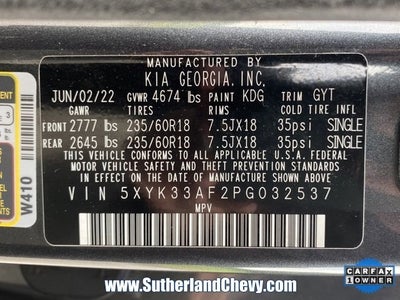 MANUFACTURED BY
KIA GEORGIA, INC.
JUN/02/22 GVWR 4674 lbs PAINT KDG TRIM GYT
GAWR TIRES RIMS COLD TIRE INFL
FRONT 2777 lbs 235/60R18 7.5JX18 35psi SINGLE
REAR 2645 lbs 235/60R18 7.5JX18 35psi SINGLE
THIS VEHICLE CONFORMS TO ALL APPLICABLE U.S. FEDERAL
MOTOR VEHICLE SAFETY, BUMPER, AND THEFT PREVENTION
STANDARDS IN EFFECT ON THE DATE OF MANUFACTURE
VIN 5XYK33AF2PG032537
MPV
W410
3
www.SutherlandChevy.com
CARFAX
1 OWNER